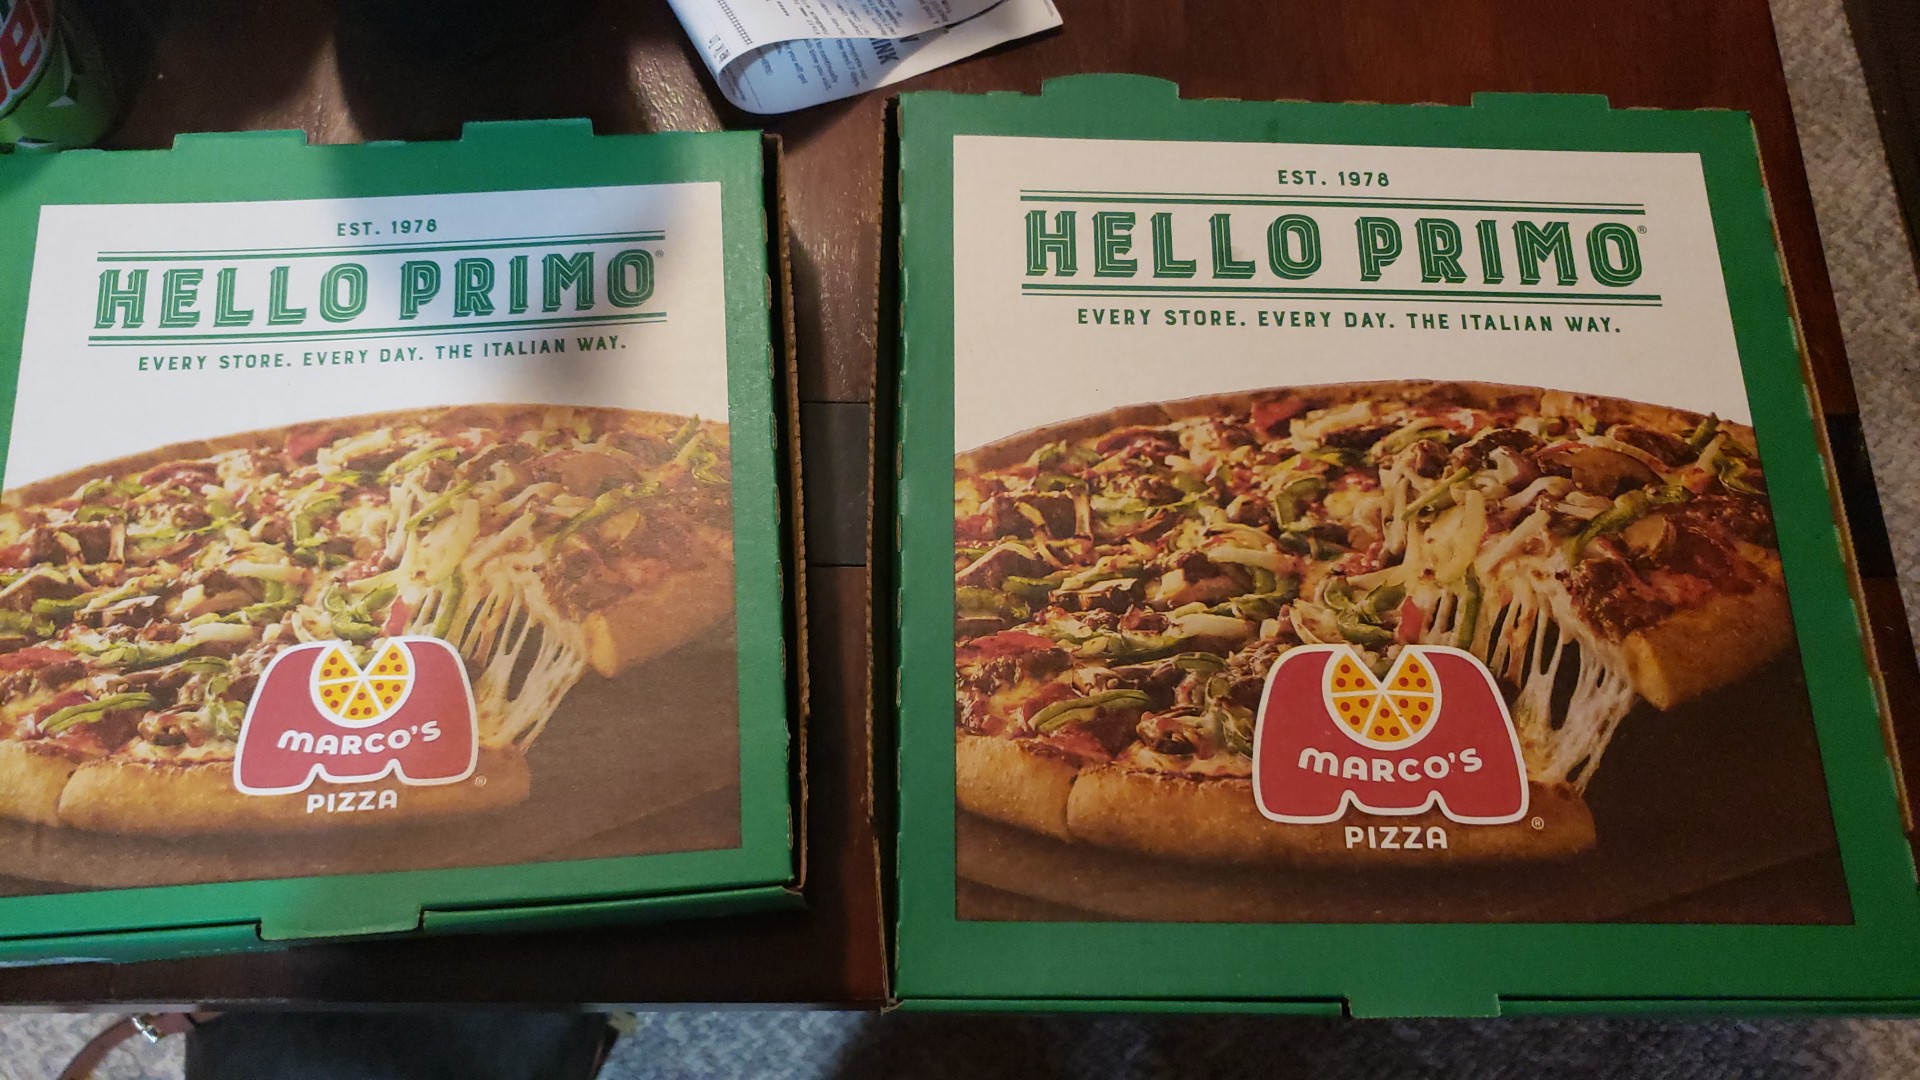 EST. 1978
HELLO PRIMO®
EVERY STORE. EVERY DAY. THE ITALIAN WAY.
MARCO'S
PIZZA
®
EST. 1978
HELLO PRIMO®
EVERY STORE. EVERY DAY. THE ITALIAN WAY.
MARCO'S
PIZZA
®